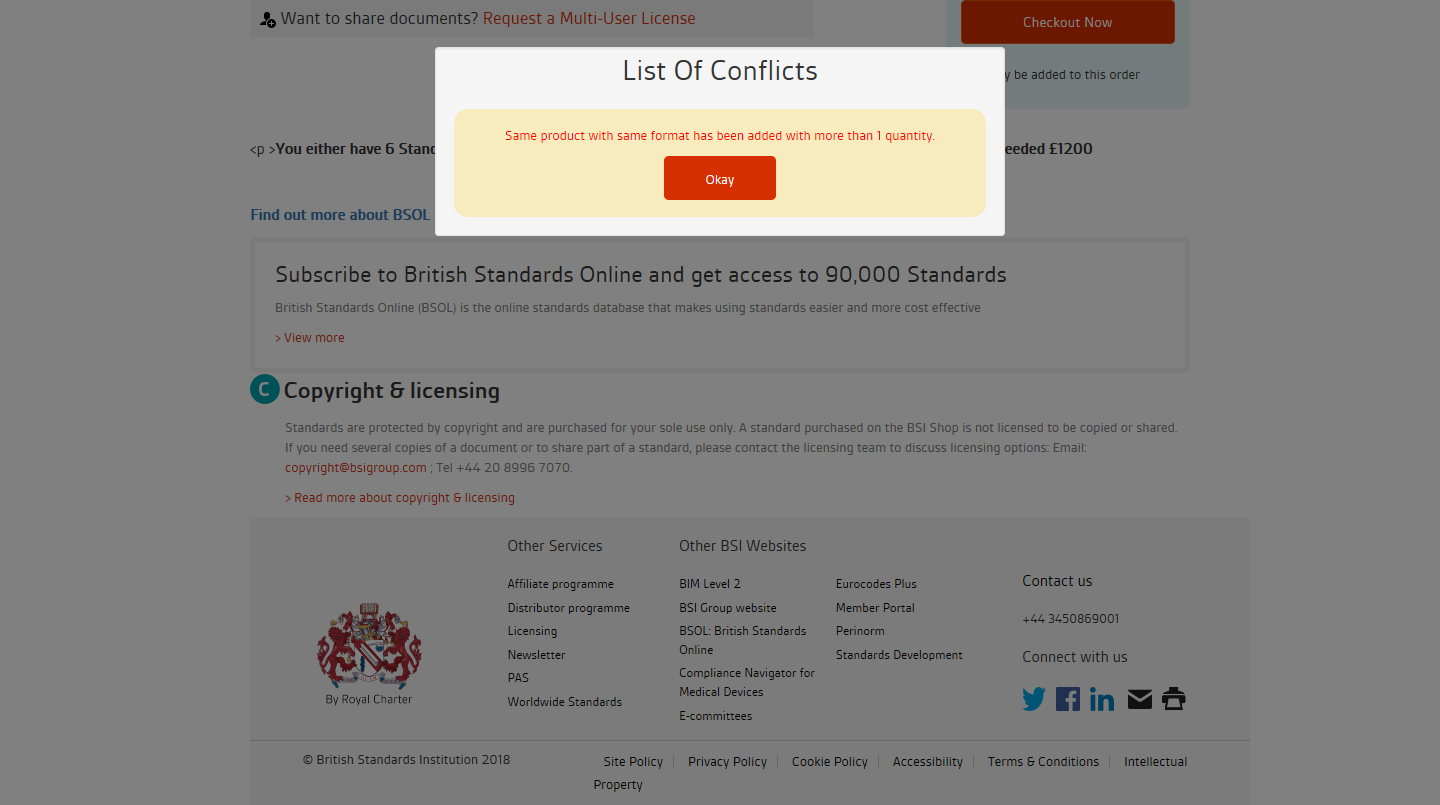 Want to share documents? Request a Multi-User License
Checkout Now
List Of Conflicts
y be added to this order
Same product with same format has been added with more than 1 quantity.
<p >You either have 6 Stand
eeded £1200
Okay
Find out more about BSOL
Subscribe to British Standards Online and get access to 90,000 Standards
British Standards Online (BSOL) is the online standards database that makes using standards easier and more cost effective
> View more
C Copyright & licensing
Standards are protected by copyright and are purchased for your sole use only. A standard purchased on the BSI Shop is not licensed to be copied or shared.
If you need several copies of a document or to share part of a standard, please contact the licensing team to discuss licensing options: Email:
copyright@bsigroup.com ; Tel +44 20 8996 7070.
> Read more about copyright & licensing
By Royal Charter
Other Services
Affiliate programme
Distributor programme
Licensing
Newsletter
PAS
Worldwide Standards
Other BSI Websites
BIM Level 2
BSI Group website
BSOL: British Standards
Online
Compliance Navigator for
Medical Devices
E-committees
Eurocodes Plus
Member Portal
Perinorm
Standards Development
Contact us
+44 3450869001
Connect with us
© British Standards Institution 2018
Site Policy Privacy Policy Cookie Policy Accessibility Terms & Conditions Intellectual
Property